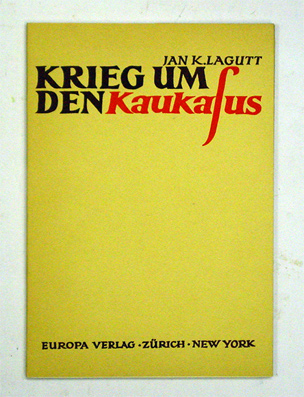 JAN K. LAGUTT
KRIEG UM
DEN Kaukaſus
EUROPA VERLAG · ZÜRICH · NEW YORK